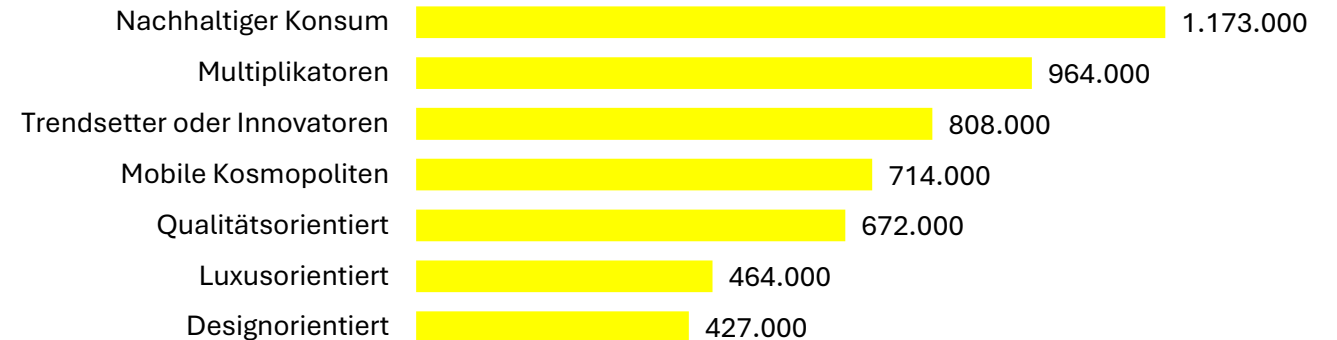 Nachhaltiger Konsum 1.173.000
Multiplikatoren 964.000
Trendsetter oder Innovatoren 808.000
Mobile Kosmopoliten 714.000
Qualitätsorientiert 672.000
Luxusorientiert 464.000
Designorientiert 427.000